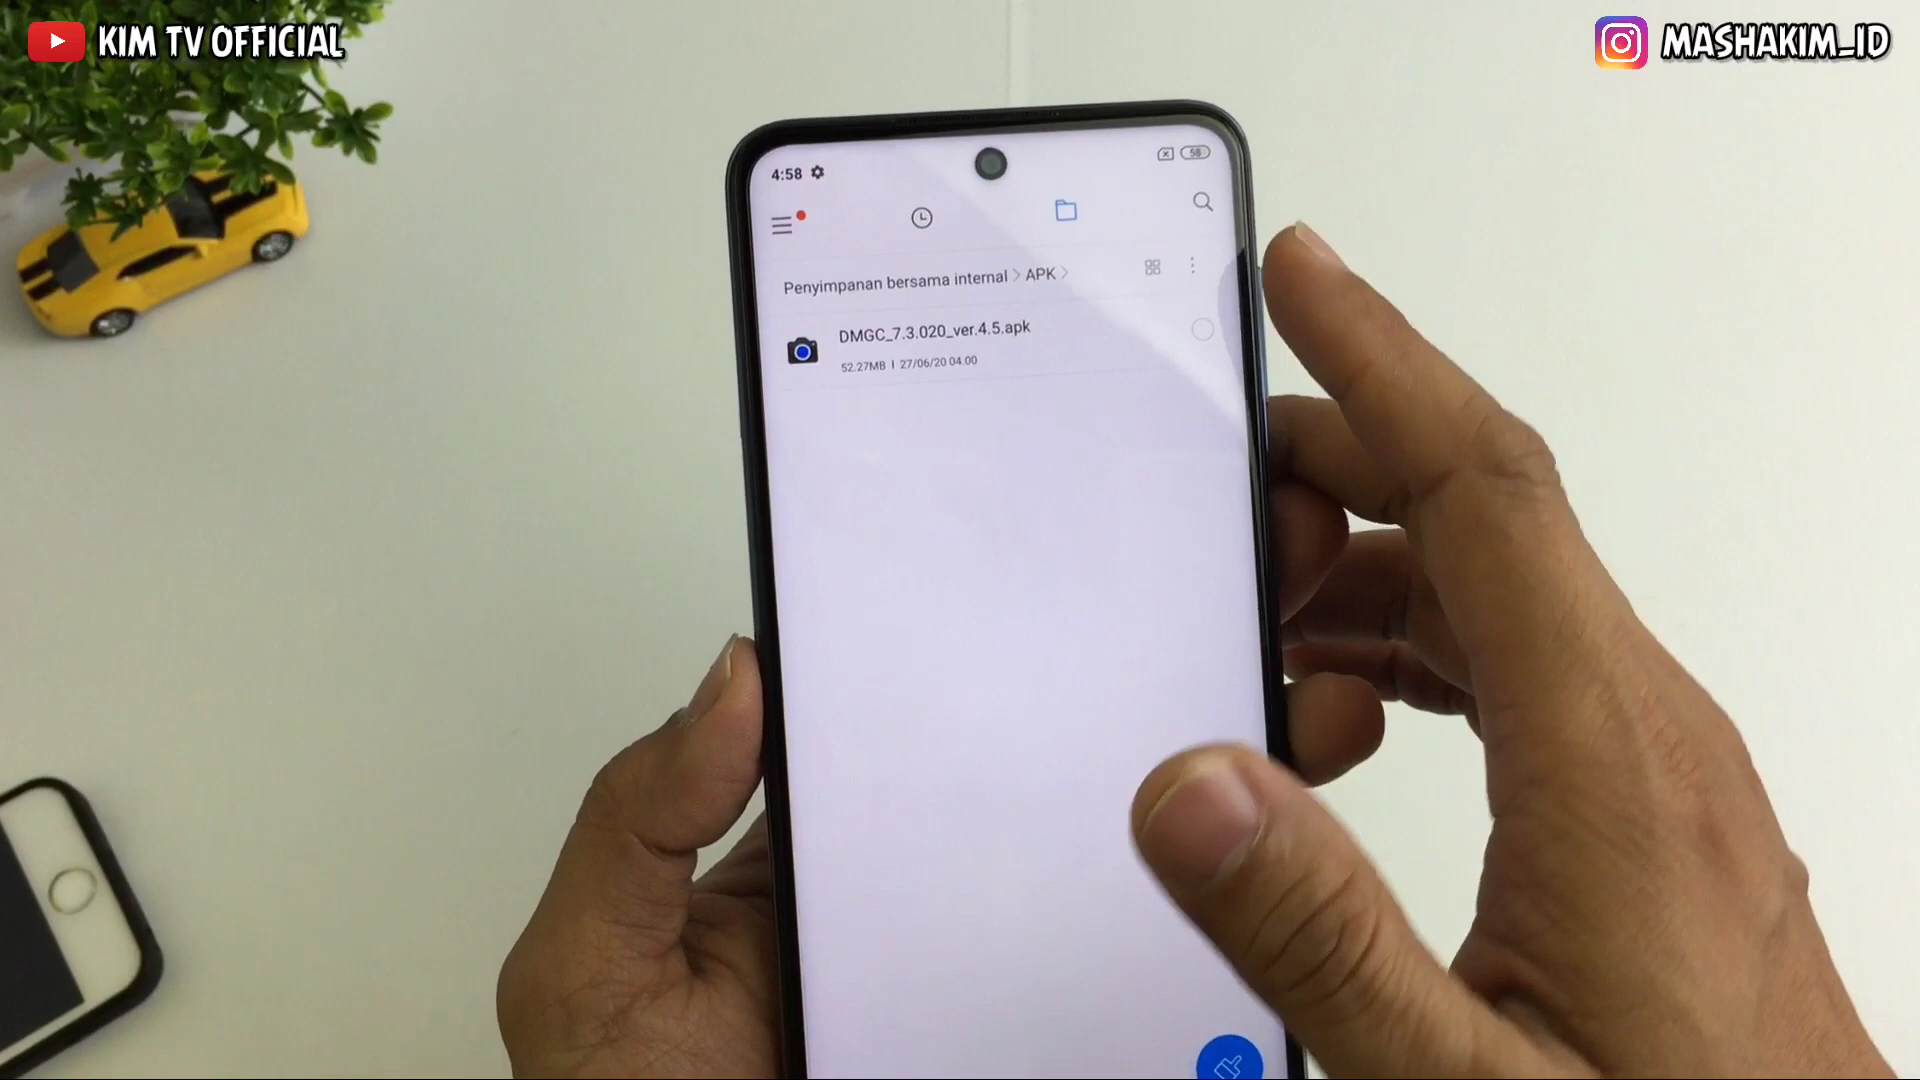 KIM TV OFFICIAL
MASHAKIM_ID
4:58
58
Penyimpanan bersama internal > APK >
DMGC_7.3.020_ver.4.5.apk
52.27MB | 27/06/20 04.00